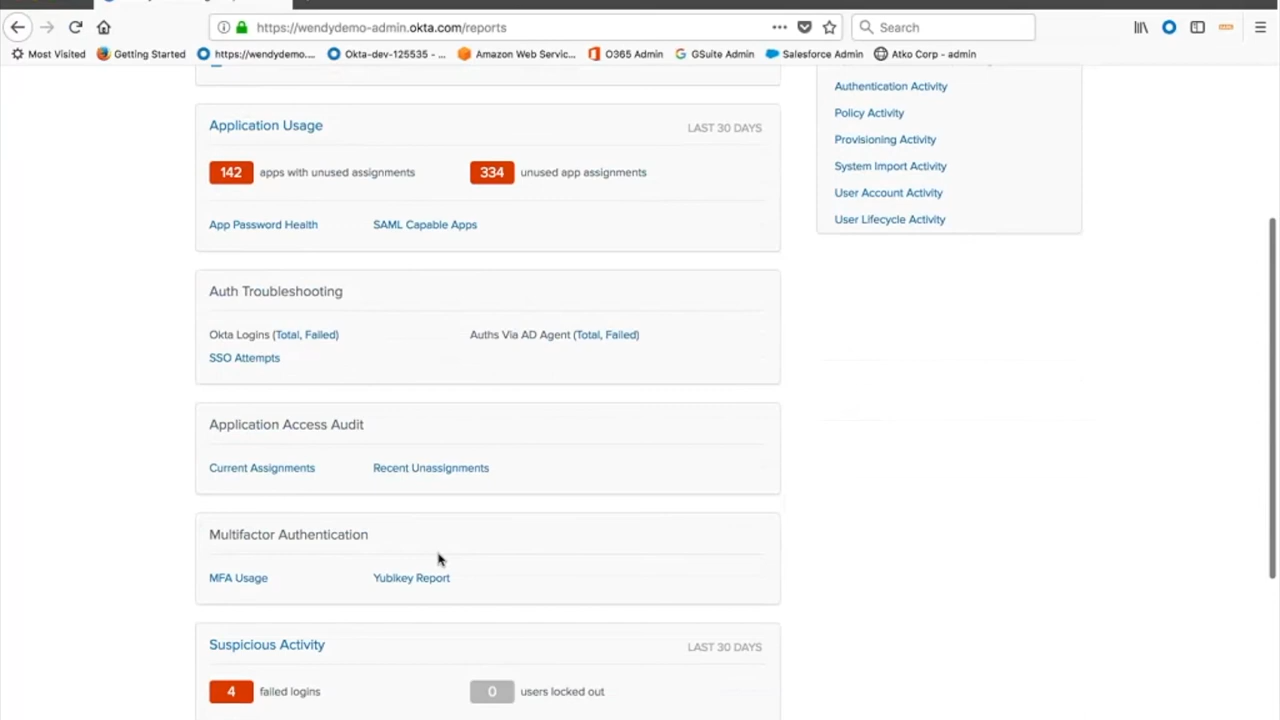 https://wendydemo-admin.okta.com/reports
Search
Most Visited
Getting Started
https://wendydemo....
Okta-dev-125535 - ...
Amazon Web Servic...
O365 Admin
GSuite Admin
Salesforce Admin
Atko Corp - admin
Application Usage
LAST 30 DAYS
142 apps with unused assignments
334 unused app assignments
App Password Health
SAML Capable Apps
Auth Troubleshooting
Okta Logins (Total, Failed)
Auths Via AD Agent (Total, Failed)
SSO Attempts
Application Access Audit
Current Assignments
Recent Unassignments
Multifactor Authentication
MFA Usage
Yubikey Report
Suspicious Activity
LAST 30 DAYS
4 failed logins
0 users locked out
Authentication Activity
Policy Activity
Provisioning Activity
System Import Activity
User Account Activity
User Lifecycle Activity